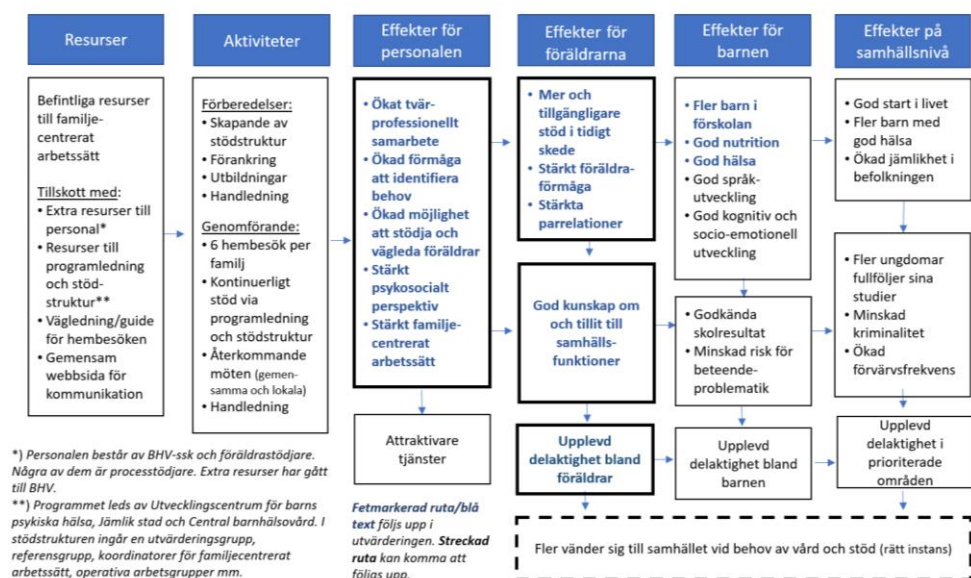 Resurser
Befintliga resurser
till familje-
centrerat
arbetssätt
Tillskott med:
• Extra resurser till
personal*
• Resurser till
programledning
och stöd-
struktur**
• Vägledning/guide
för hembesöken
• Gemensam
webbsida för
kommunikation
Aktiviteter
Förberedelser:
• Skapande av
stödstruktur
• Förankring
• Utbildningar
• Handledning
Genomförande:
• 6 hembesök per
familj
• Kontinuerligt
stöd via
programledning
och stödstruktur
• Återkommande
möten (gemen-
samma och lokala)
• Handledning
Effekter för
personalen
• Ökat tvär-
professionellt
samarbete
• Ökad förmåga
att identifiera
behov
• Ökad möjlighet
att stödja och
vägleda föräldrar
• Stärkt
psykosocialt
perspektiv
• Stärkt familje-
centrerat
arbetssätt
Attraktivare
tjänster
Effekter för
föräldrarna
• Mer och
tillgängligare
stöd i tidigt
skede
• Stärkt föräldra-
förmåga
• Stärkta
parrelationer
God kunskap om
och tillit till
samhälls-
funktioner
Upplevd
delaktighet bland
föräldrar
Effekter för
barnen
• Fler barn i
förskolan
• God nutrition
• God hälsa
• God språk-
utveckling
• God kognitiv och
socio-emotionell
utveckling
• Godkända
skolresultat
• Minskad risk för
beteende-
problematik
Upplevd
delaktighet bland
barnen
Effekter på
samhällsnivå
• God start i livet
• Fler barn med
god hälsa
• Ökad jämlikhet i
befolkningen
• Fler ungdomar
fullföljer sina
studier
• Minskad
kriminalitet
• Ökad
förvärvsfrekvens
Upplevd
delaktighet i
prioriterade
områden
Fler vänder sig till samhället vid behov av vård och stöd (rätt instans)
*) Personalen består av BHV-ssk och föräldrastödjare.
Några av dem är processtödjare. Extra resurser har gått
till BHV.
**) Programmet leds av Utvecklingscentrum för barns
psykiska hälsa, Jämlik stad och Central barnhälsovård. I
stödstrukturen ingår en utvärderingsgrupp,
referensgrupp, koordinatorer för familjecentrerat
arbetssätt, operativa arbetsgrupper mm.
Fetmarkerad ruta/blå
text följs upp i
utvärderingen. Streckad
ruta kan komma att
följas upp.